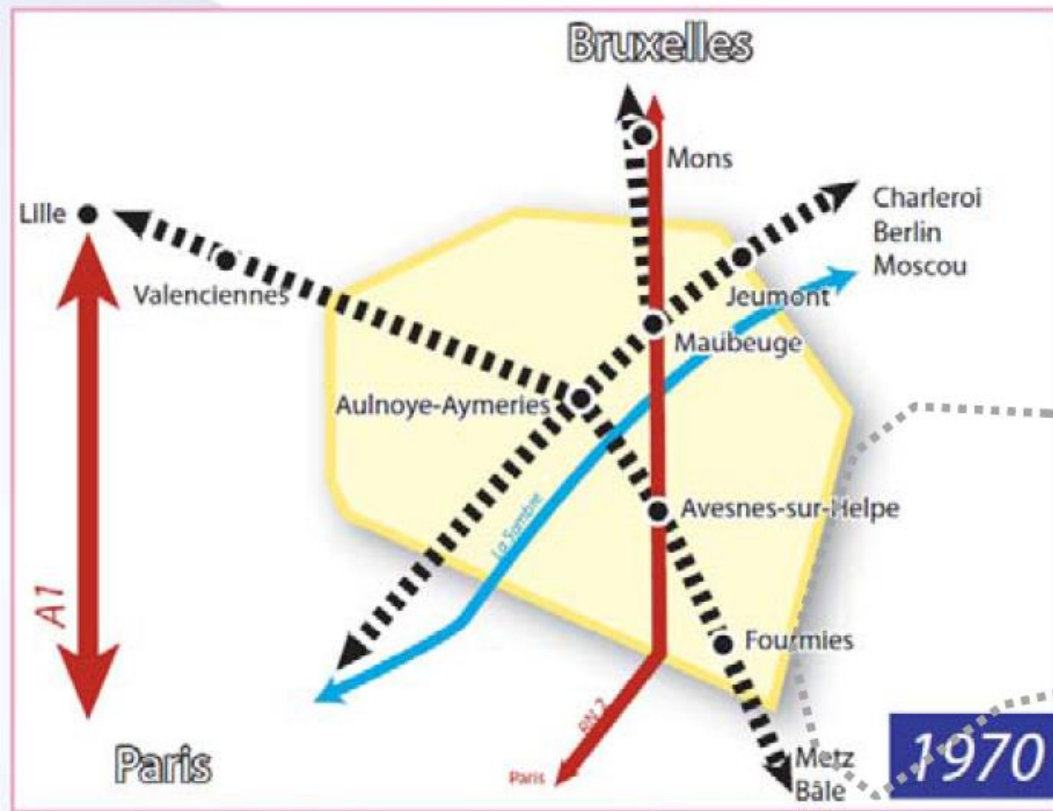 Bruxelles
Mons
Lille
Charleroi
Berlin
Moscou
Valenciennes
Jeumont
Maubeuge
Aulnoye-Aymeries
Avesnes-sur-Helpe
La Sambre
A1
Fourmies
RN 2
Paris
Paris
Metz
Bâle
1970